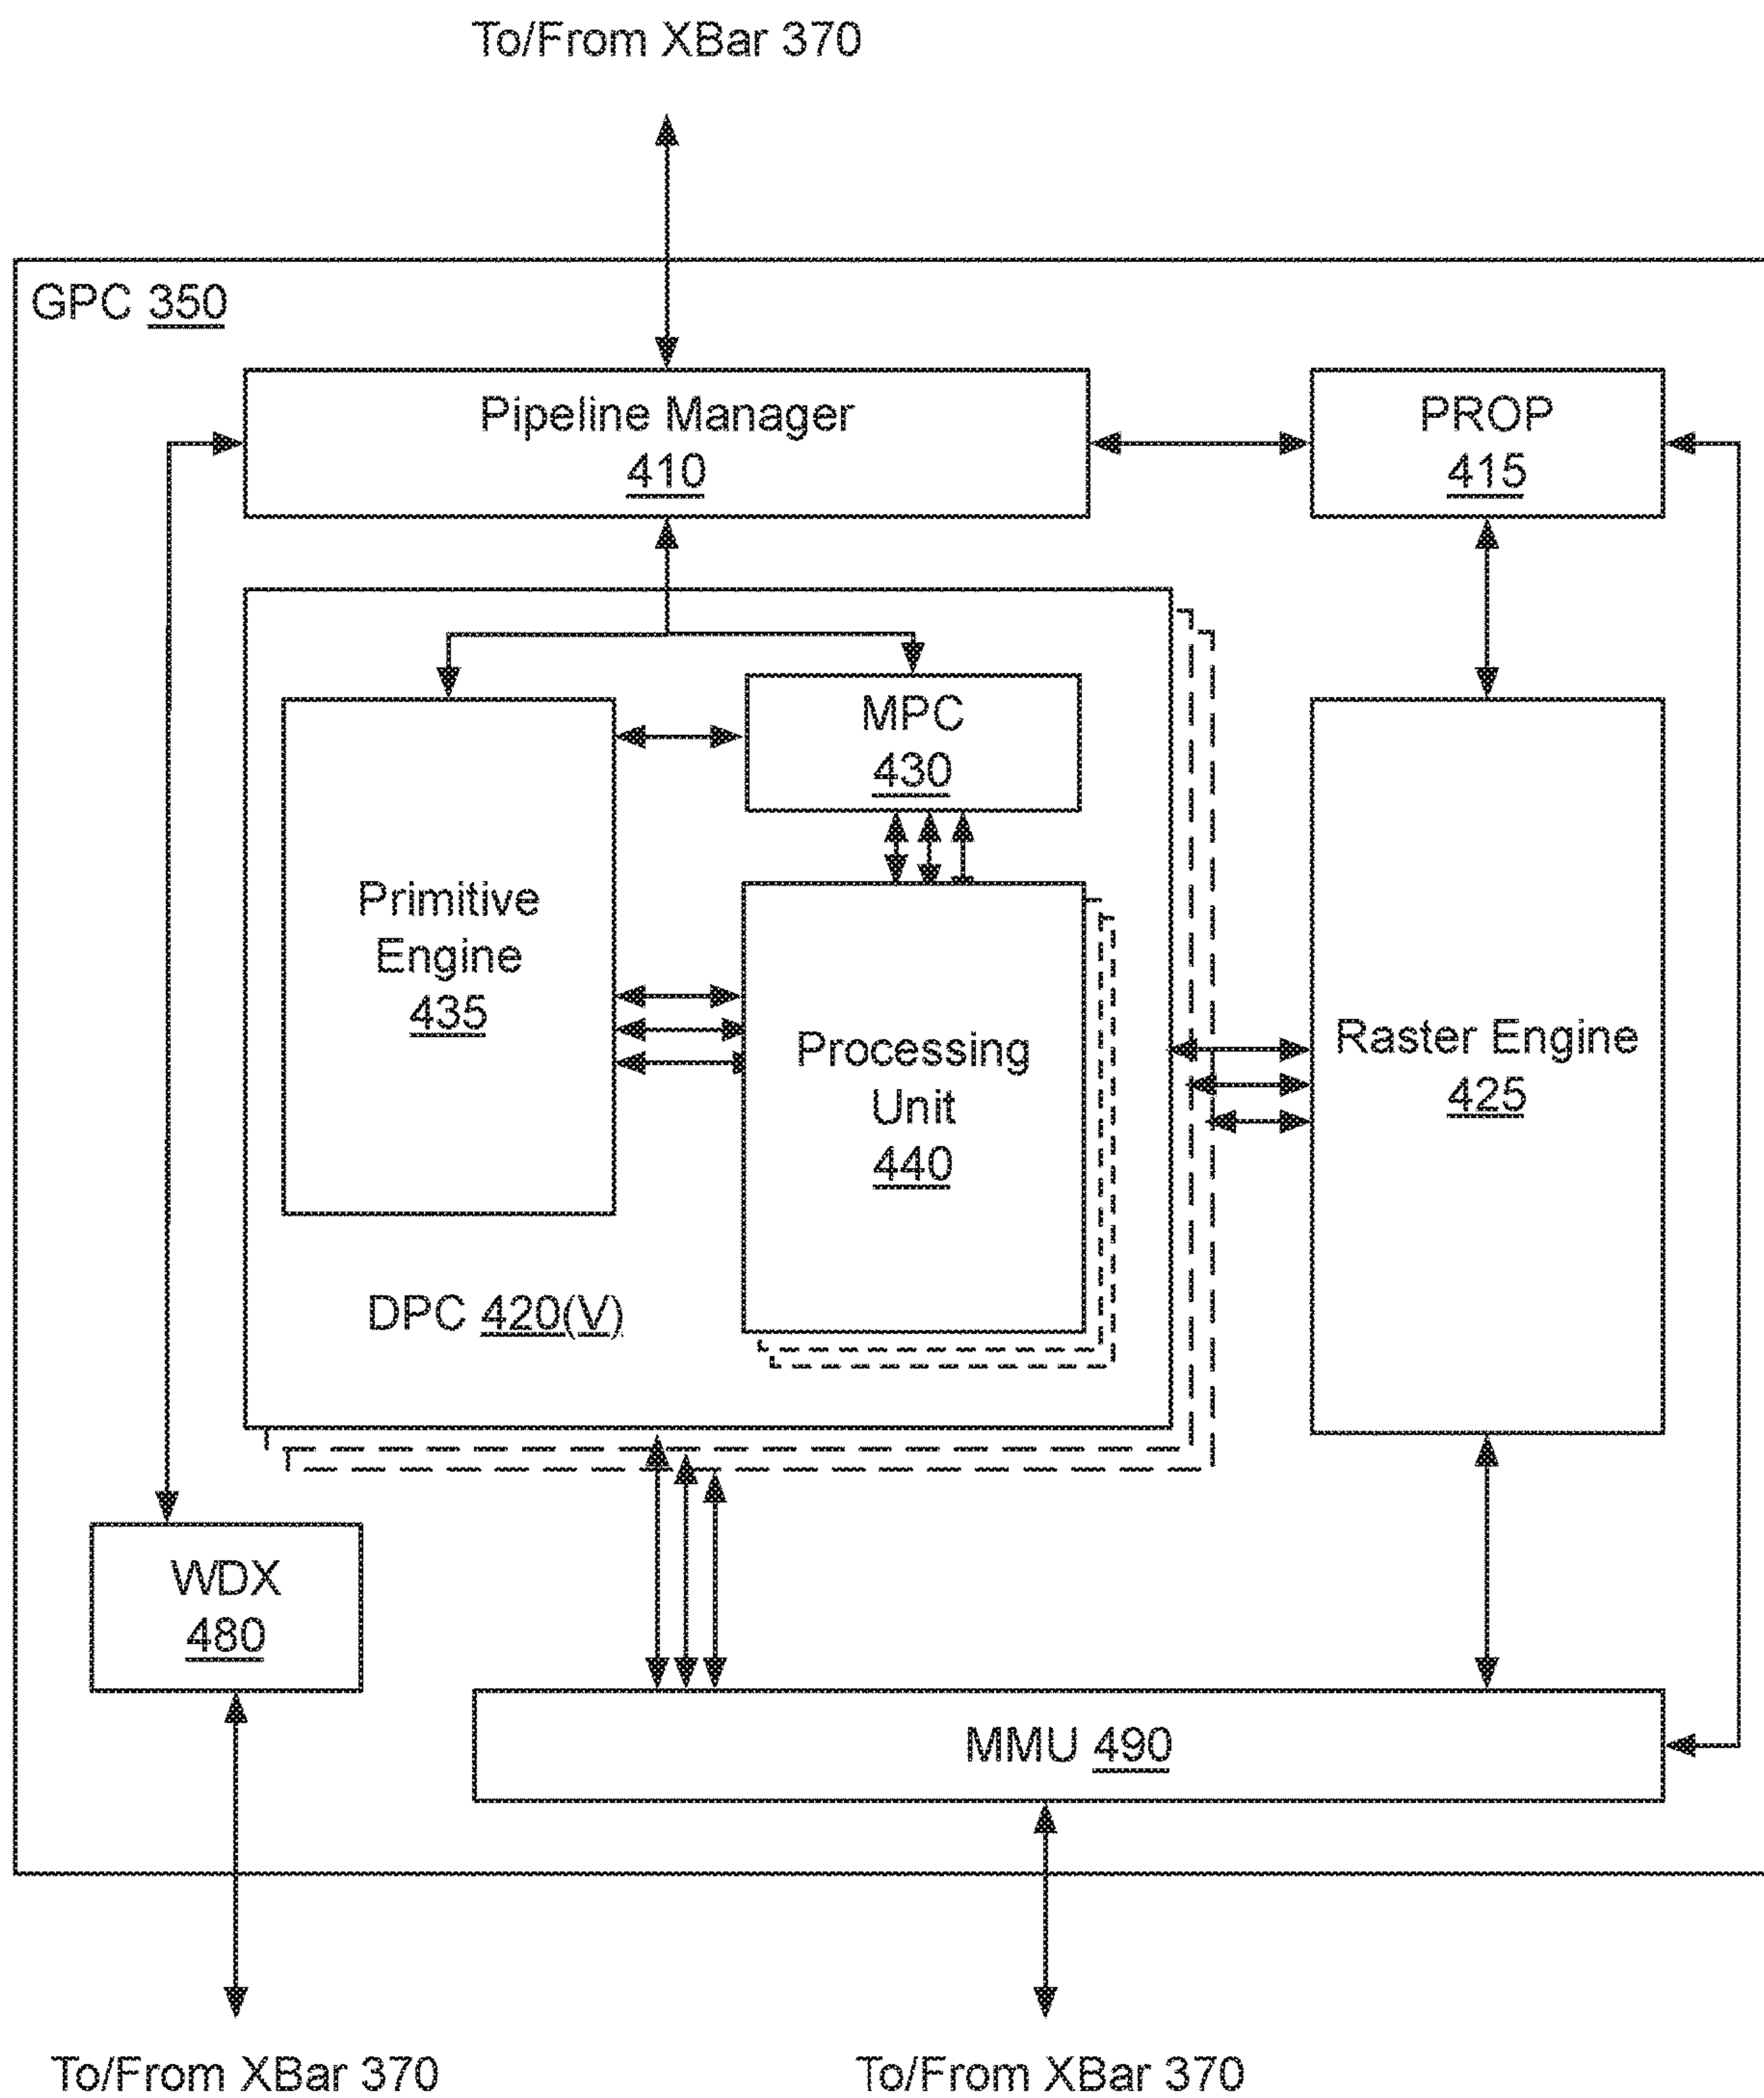 To/From XBar 370
GPC 350
Pipeline Manager
410
PROP
415
MPC
430
Primitive
Engine
435
Processing
Unit
440
Raster Engine
425
DPC 420(V)
WDX
480
MMU 490
To/From XBar 370
To/From XBar 370